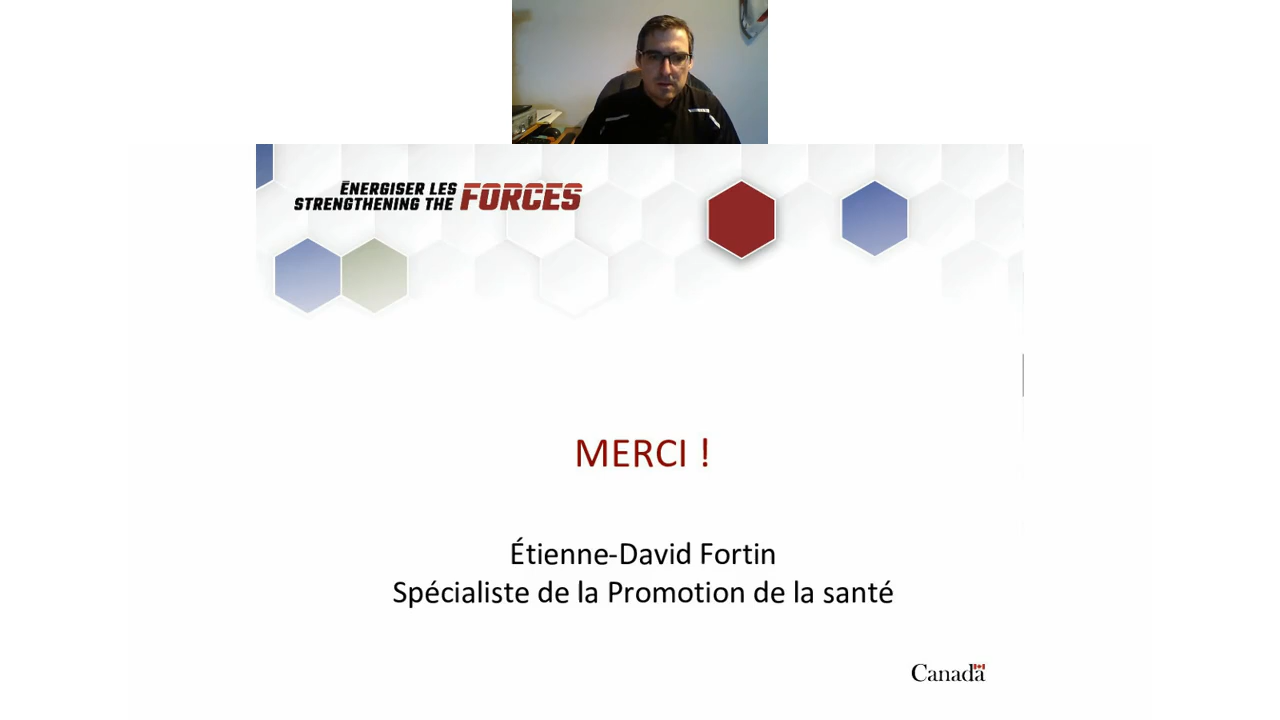 ÉNERGISER LES
STRENGTHENING THE FORCES
MERCI !
Étienne-David Fortin
Spécialiste de la Promotion de la santé
Canada